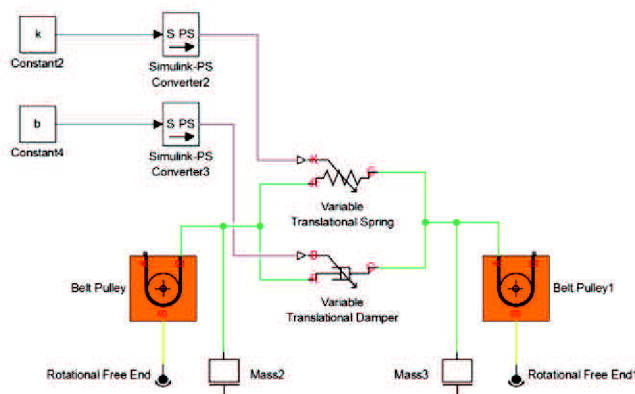 k
S PS
Constant2
Simulink-PS
Converter2
b
S PS
Constant4
Simulink-PS
Converter3
Variable
Translational Spring
Belt Pulley
Belt Pulley1
Variable
Translational Damper
Rotational Free End
Mass2
Mass3
Rotational Free End1